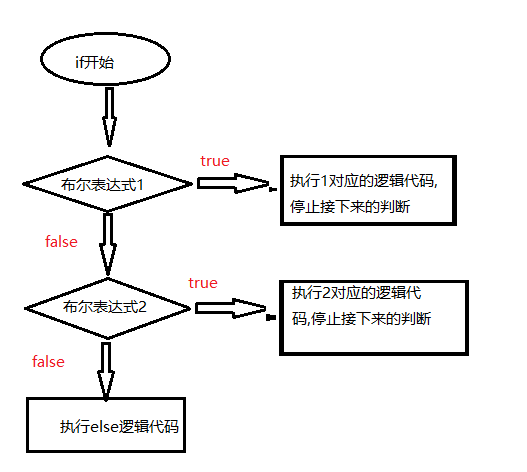 if开始
布尔表达式1
true
执行1对应的逻辑代码,
停止接下来的判断
false
布尔表达式2
true
执行2对应的逻辑代
码,停止接下来的判断
false
执行else逻辑代码